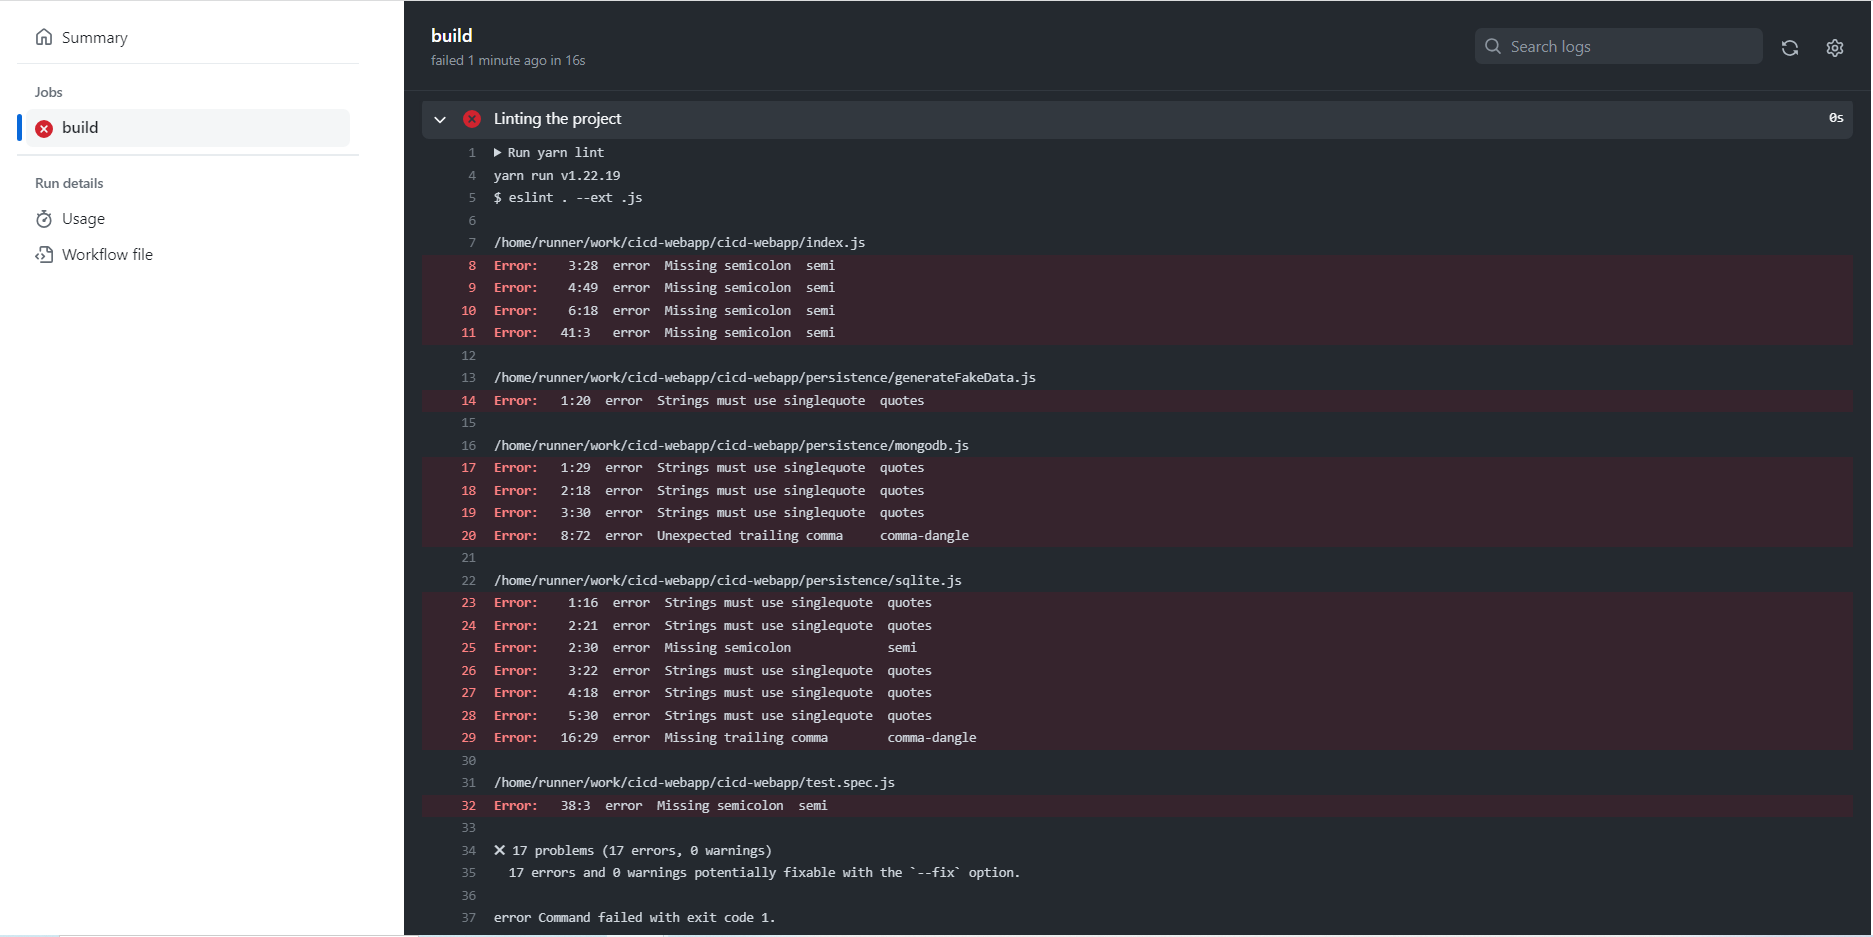 Summary
Jobs
build
Run details
Usage
Workflow file
build
failed 1 minute ago in 16s
Search logs
Linting the project 0s
1 Run yarn lint
4 yarn run v1.22.19
5 $ eslint . --ext .js
6
7 /home/runner/work/cicd-webapp/cicd-webapp/index.js
8 Error: 3:28 error Missing semicolon semi
9 Error: 4:49 error Missing semicolon semi
10 Error: 6:18 error Missing semicolon semi
11 Error: 41:3 error Missing semicolon semi
12
13 /home/runner/work/cicd-webapp/cicd-webapp/persistence/generateFakeData.js
14 Error: 1:20 error Strings must use singlequote quotes
15
16 /home/runner/work/cicd-webapp/cicd-webapp/persistence/mongodb.js
17 Error: 1:29 error Strings must use singlequote quotes
18 Error: 2:18 error Strings must use singlequote quotes
19 Error: 3:30 error Strings must use singlequote quotes
20 Error: 8:72 error Unexpected trailing comma comma-dangle
21
22 /home/runner/work/cicd-webapp/cicd-webapp/persistence/sqlite.js
23 Error: 1:16 error Strings must use singlequote quotes
24 Error: 2:21 error Strings must use singlequote quotes
25 Error: 2:30 error Missing semicolon semi
26 Error: 3:22 error Strings must use singlequote quotes
27 Error: 4:18 error Strings must use singlequote quotes
28 Error: 5:30 error Strings must use singlequote quotes
29 Error: 16:29 error Missing trailing comma comma-dangle
30
31 /home/runner/work/cicd-webapp/cicd-webapp/test.spec.js
32 Error: 38:3 error Missing semicolon semi
33
34 ✕ 17 problems (17 errors, 0 warnings)
35 17 errors and 0 warnings potentially fixable with the `--fix` option.
36
37 error Command failed with exit code 1.